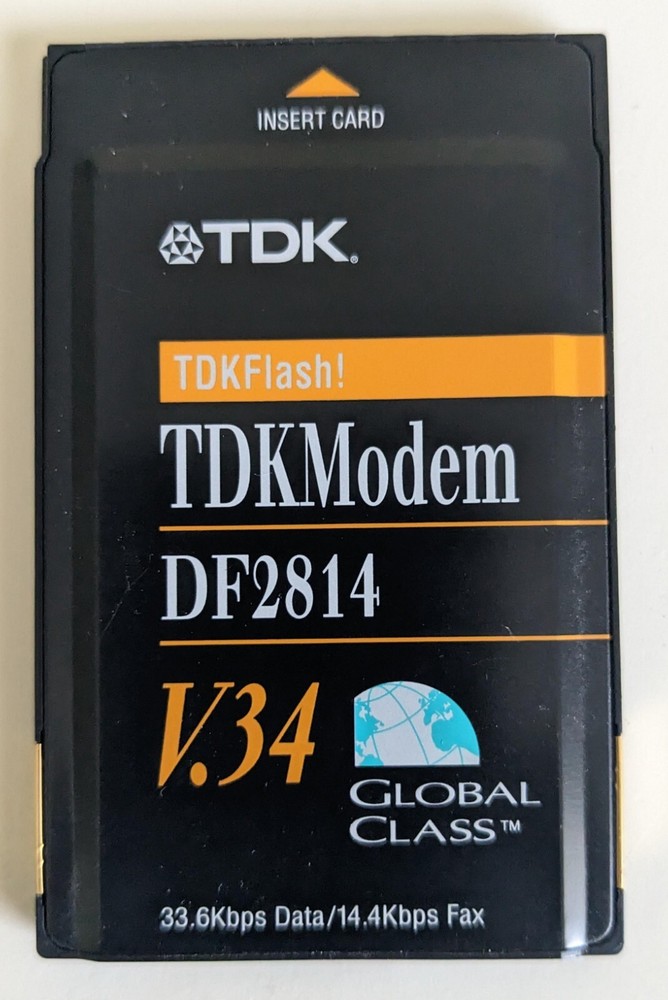 INSERT CARD
TDK®
TDKFlash!
TDKModem
DF2814
V.34
GLOBAL
CLASS™
33.6Kbps Data/14.4Kbps Fax